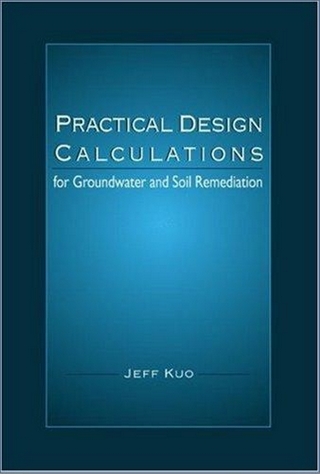 PRACTICAL DESIGN
CALCULATIONS
for Groundwater and Soil Remediation
JEFF KUO